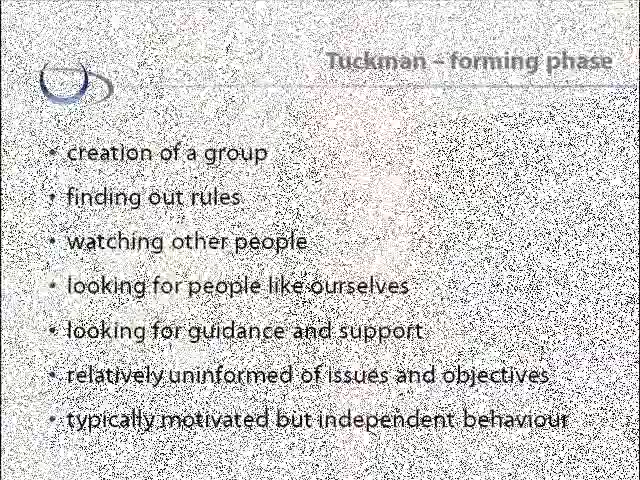 Tuckman – forming phase
• creation of a group
• finding out rules
• watching other people
• looking for people like ourselves
• looking for guidance and support
• relatively uninformed of issues and objectives
• typically motivated but independent behaviour